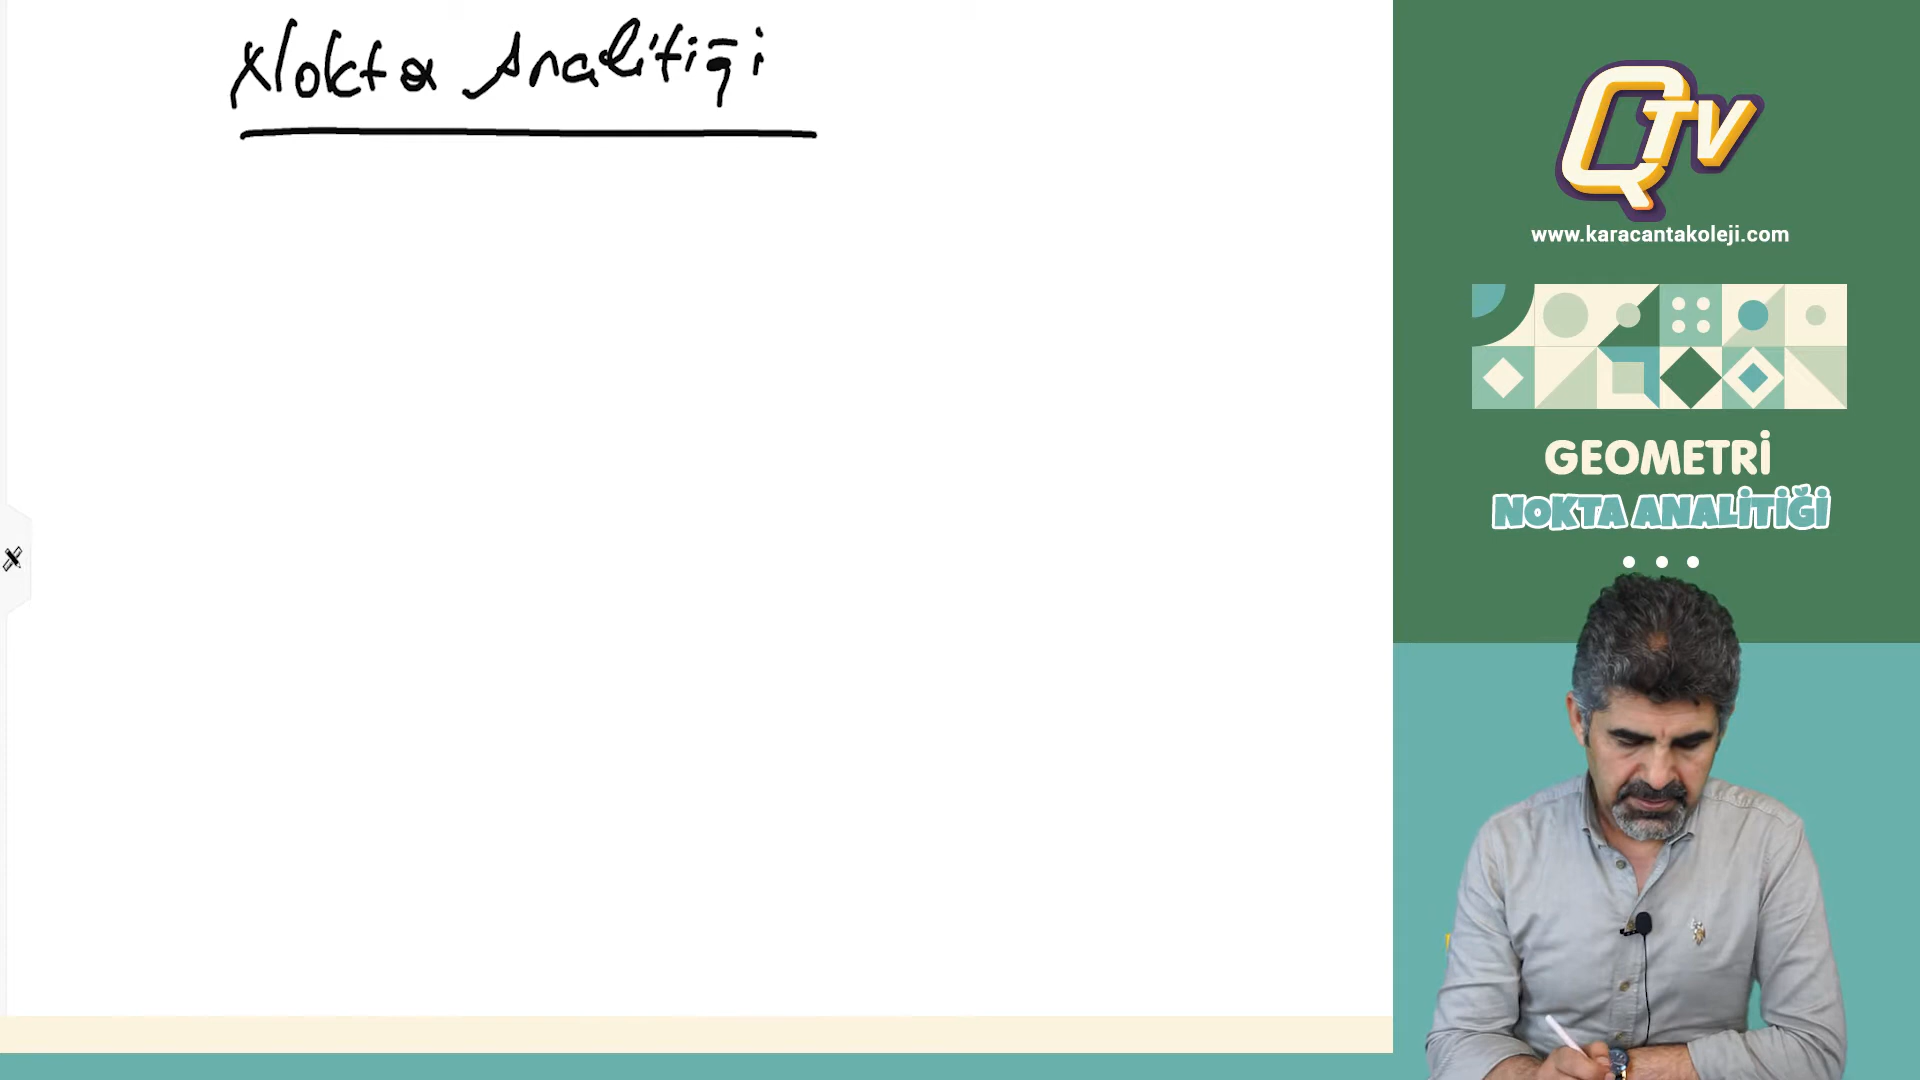 Nokta Analitiği
QTV
www.karacantakoleji.com
GEOMETRİ
NOKTA ANALİTİĞİ